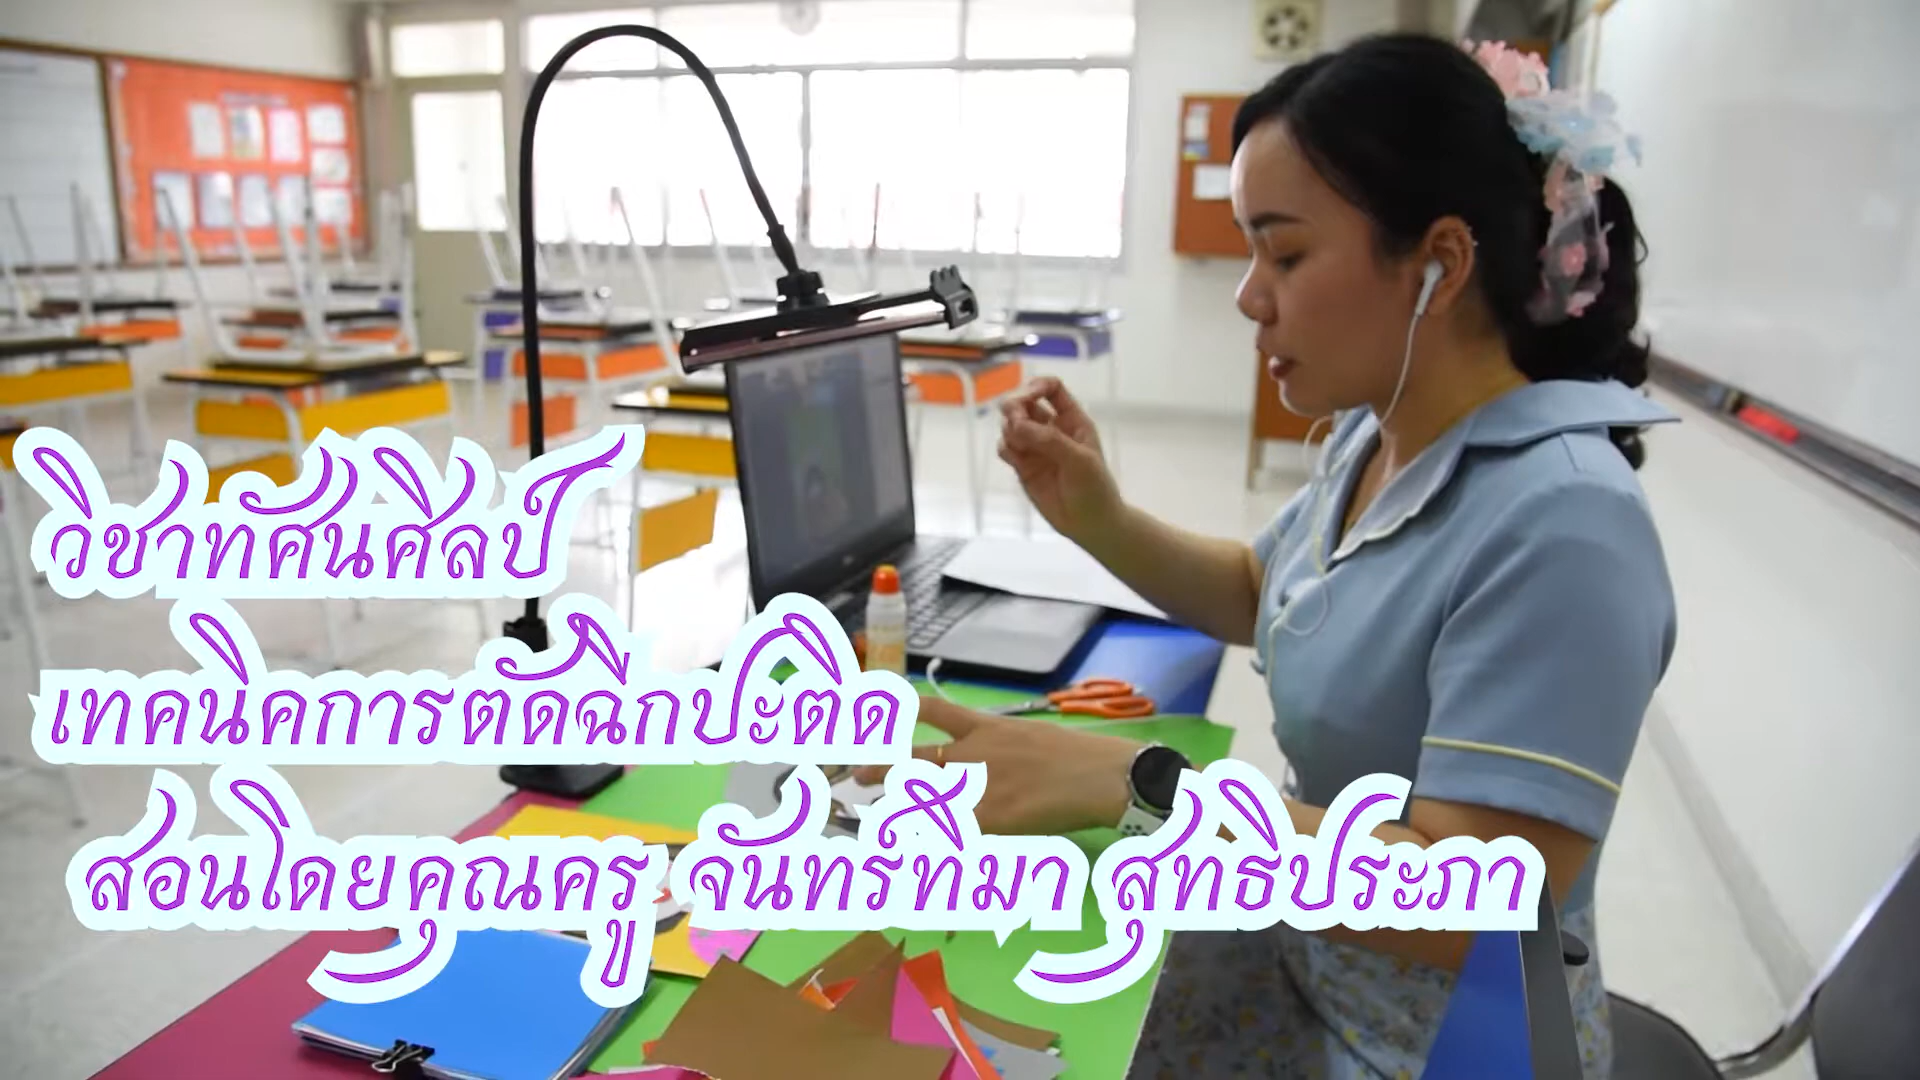 วิชาทัศนศิลป์
เทคนิคการตัดฉีกปะติด
สอนโดยคุณครู จันทร์ทิมา สุทธิประภา